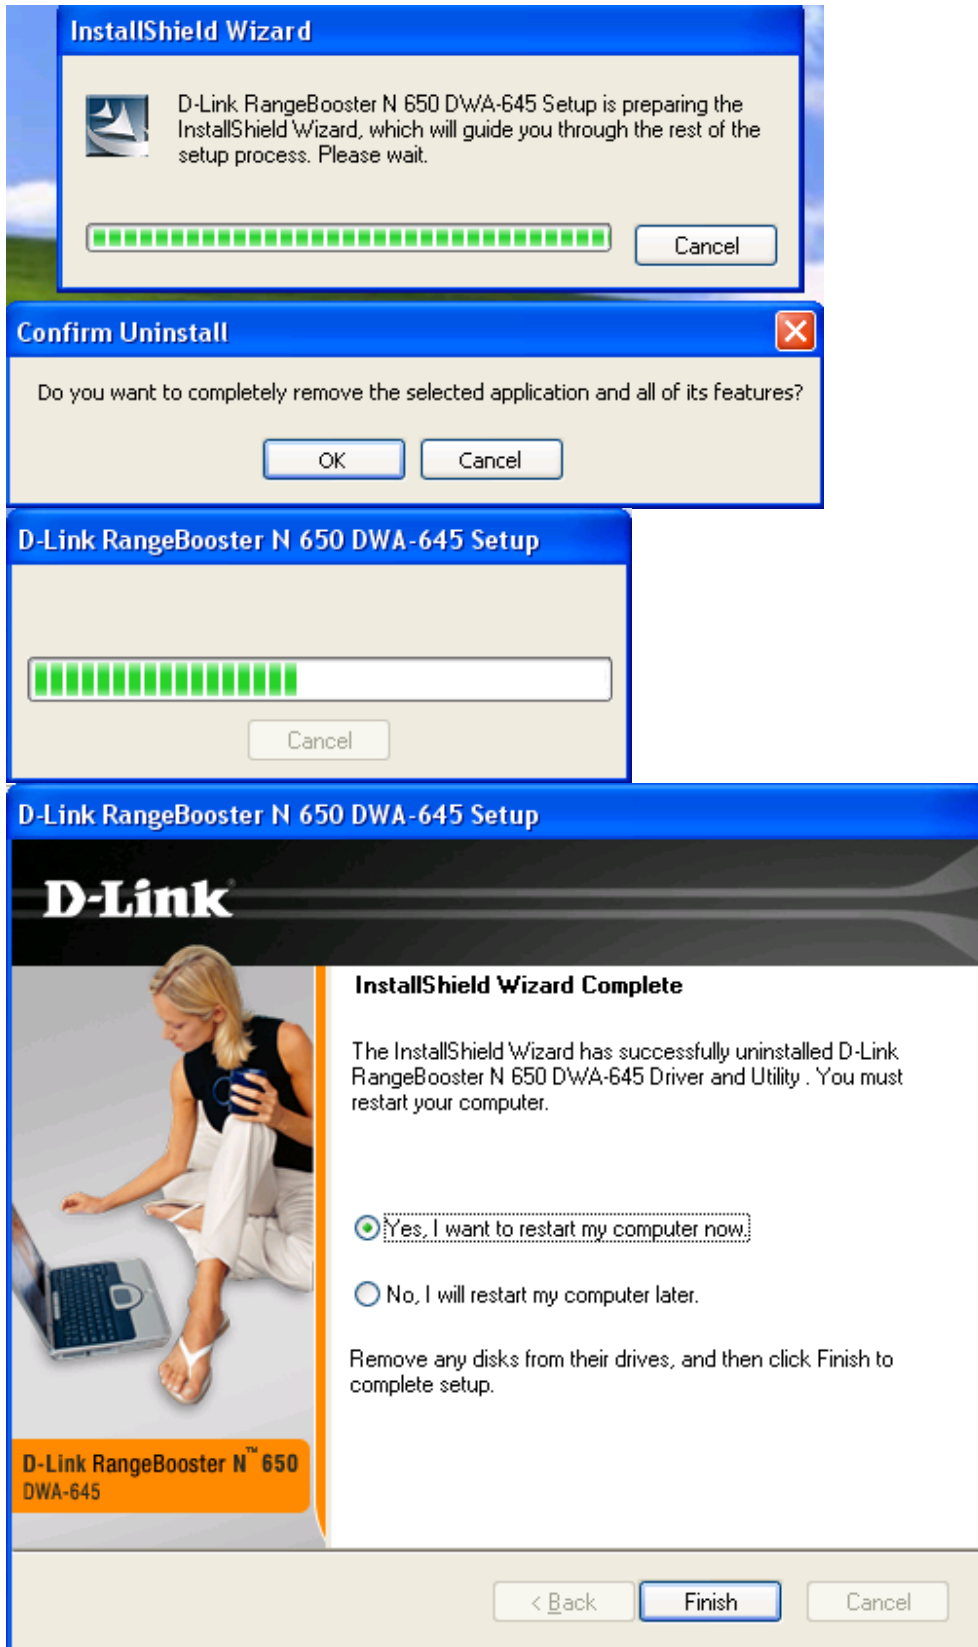 InstallShield Wizard
D-Link RangeBooster N 650 DWA-645 Setup is preparing the
InstallShield Wizard, which will guide you through the rest of the
setup process. Please wait.
Cancel
Confirm Uninstall
Do you want to completely remove the selected application and all of its features?
OK
Cancel
D-Link RangeBooster N 650 DWA-645 Setup
Cancel
D-Link RangeBooster N 650 DWA-645 Setup
D-Link
InstallShield Wizard Complete
The InstallShield Wizard has successfully uninstalled D-Link
RangeBooster N 650 DWA-645 Driver and Utility . You must
restart your computer.
Yes, I want to restart my computer now.
No, I will restart my computer later.
Remove any disks from their drives, and then click Finish to
complete setup.
D-Link RangeBooster N™ 650
DWA-645
< Back
Finish
Cancel